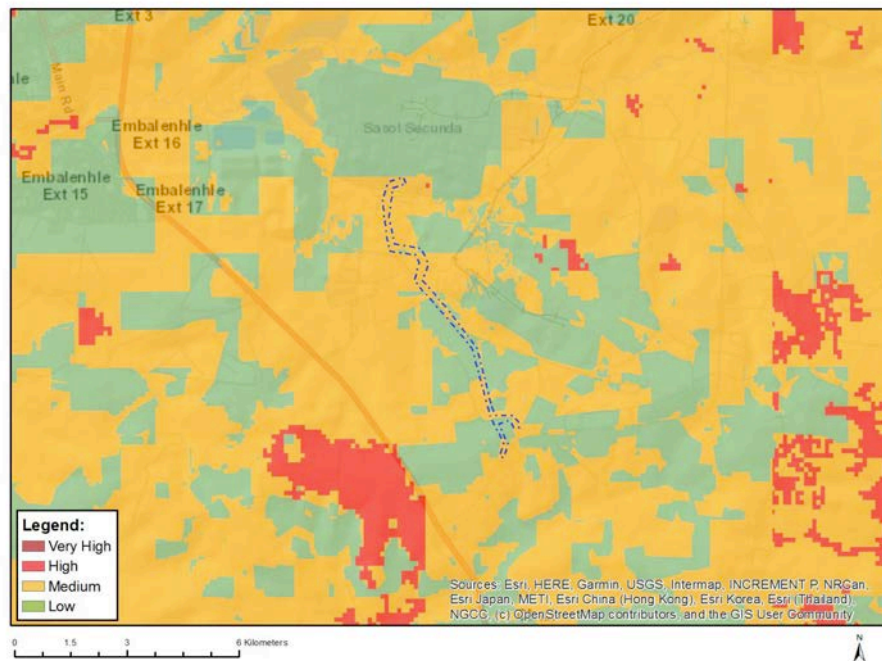 Ext 3
Ext 20
Main Rd
hle
Sasol Secunda
Embalenhle
Ext 16
Embalenhle
Ext 15
Embalenhle
Ext 17
Legend:
Very High
High
Medium
Low
Sources: Esri, HERE, Garmin, USGS, Intermap, INCREMENT P, NRCan,
Esri Japan, METI, Esri China (Hong Kong), Esri Korea, Esri (Thailand),
NGCC, (c) OpenStreetMap contributors, and the GIS User Community
0 1.5 3 6 Kilometers
N